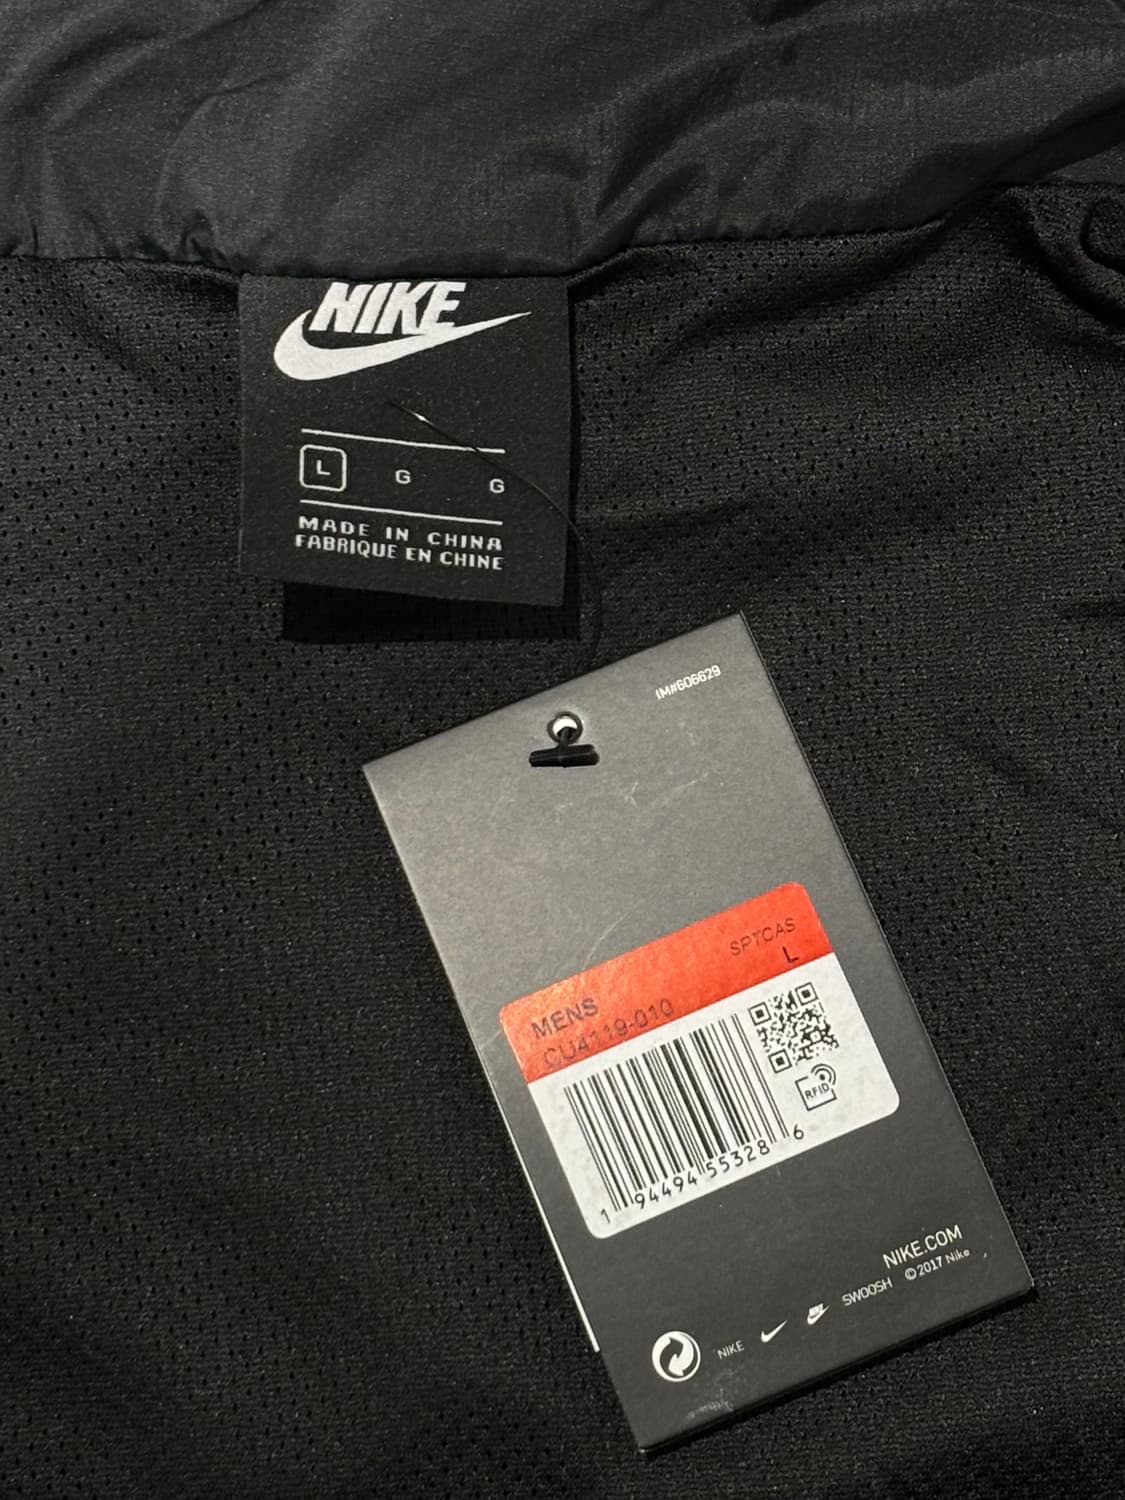 NIKE
L G G
MADE IN CHINA
FABRIQUE EN CHINE
IM#606629
SPTCAS
L
MENS
CU4119-010
RFID
1 94494 55328 6
NIKE.COM
©2017 Nike
NIKE SWOOSH